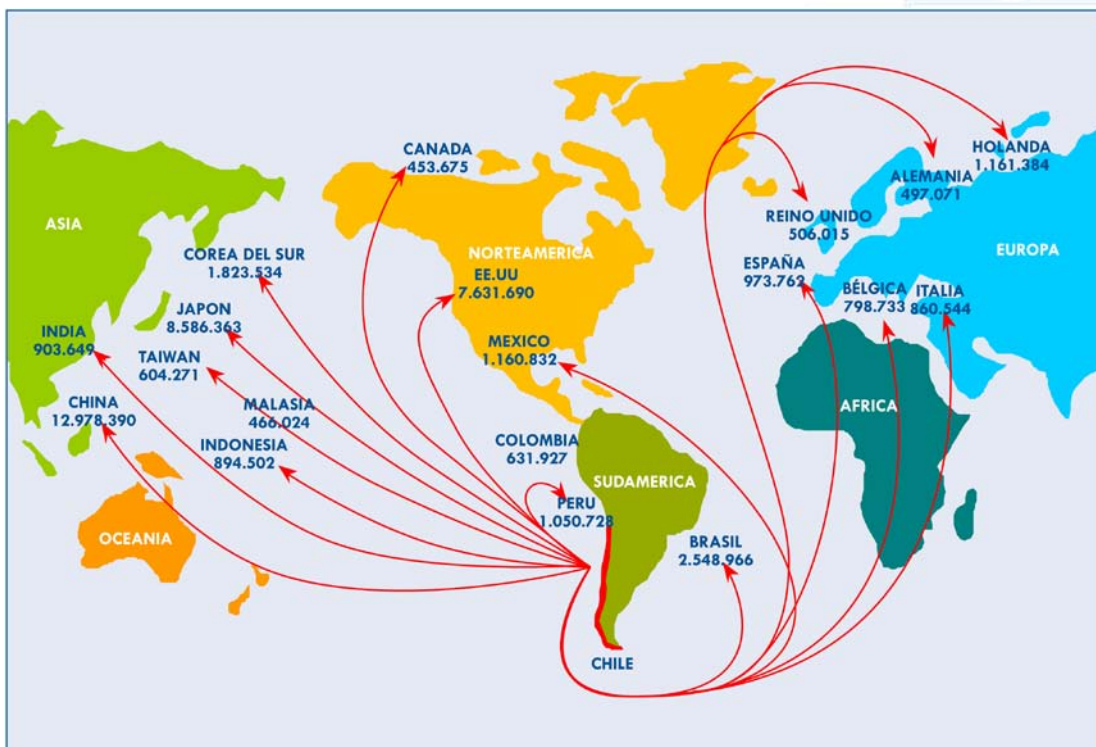 CANADA
453.675
HOLANDA
1.161.384
ALEMANIA
497.071
ASIA
REINO UNIDO
506.015
COREA DEL SUR
1.823.534
NORTEAMERICA
EUROPA
EE.UU
7.631.690
ESPAÑA
973.762
BÉLGICA
798.733
ITALIA
860.544
JAPON
8.586.363
INDIA
903.649
TAIWAN
604.271
MEXICO
1.160.832
CHINA
12.978.390
MALASIA
466.024
AFRICA
INDONESIA
894.502
COLOMBIA
631.927
SUDAMERICA
PERU
1.050.728
OCEANIA
BRASIL
2.548.966
CHILE